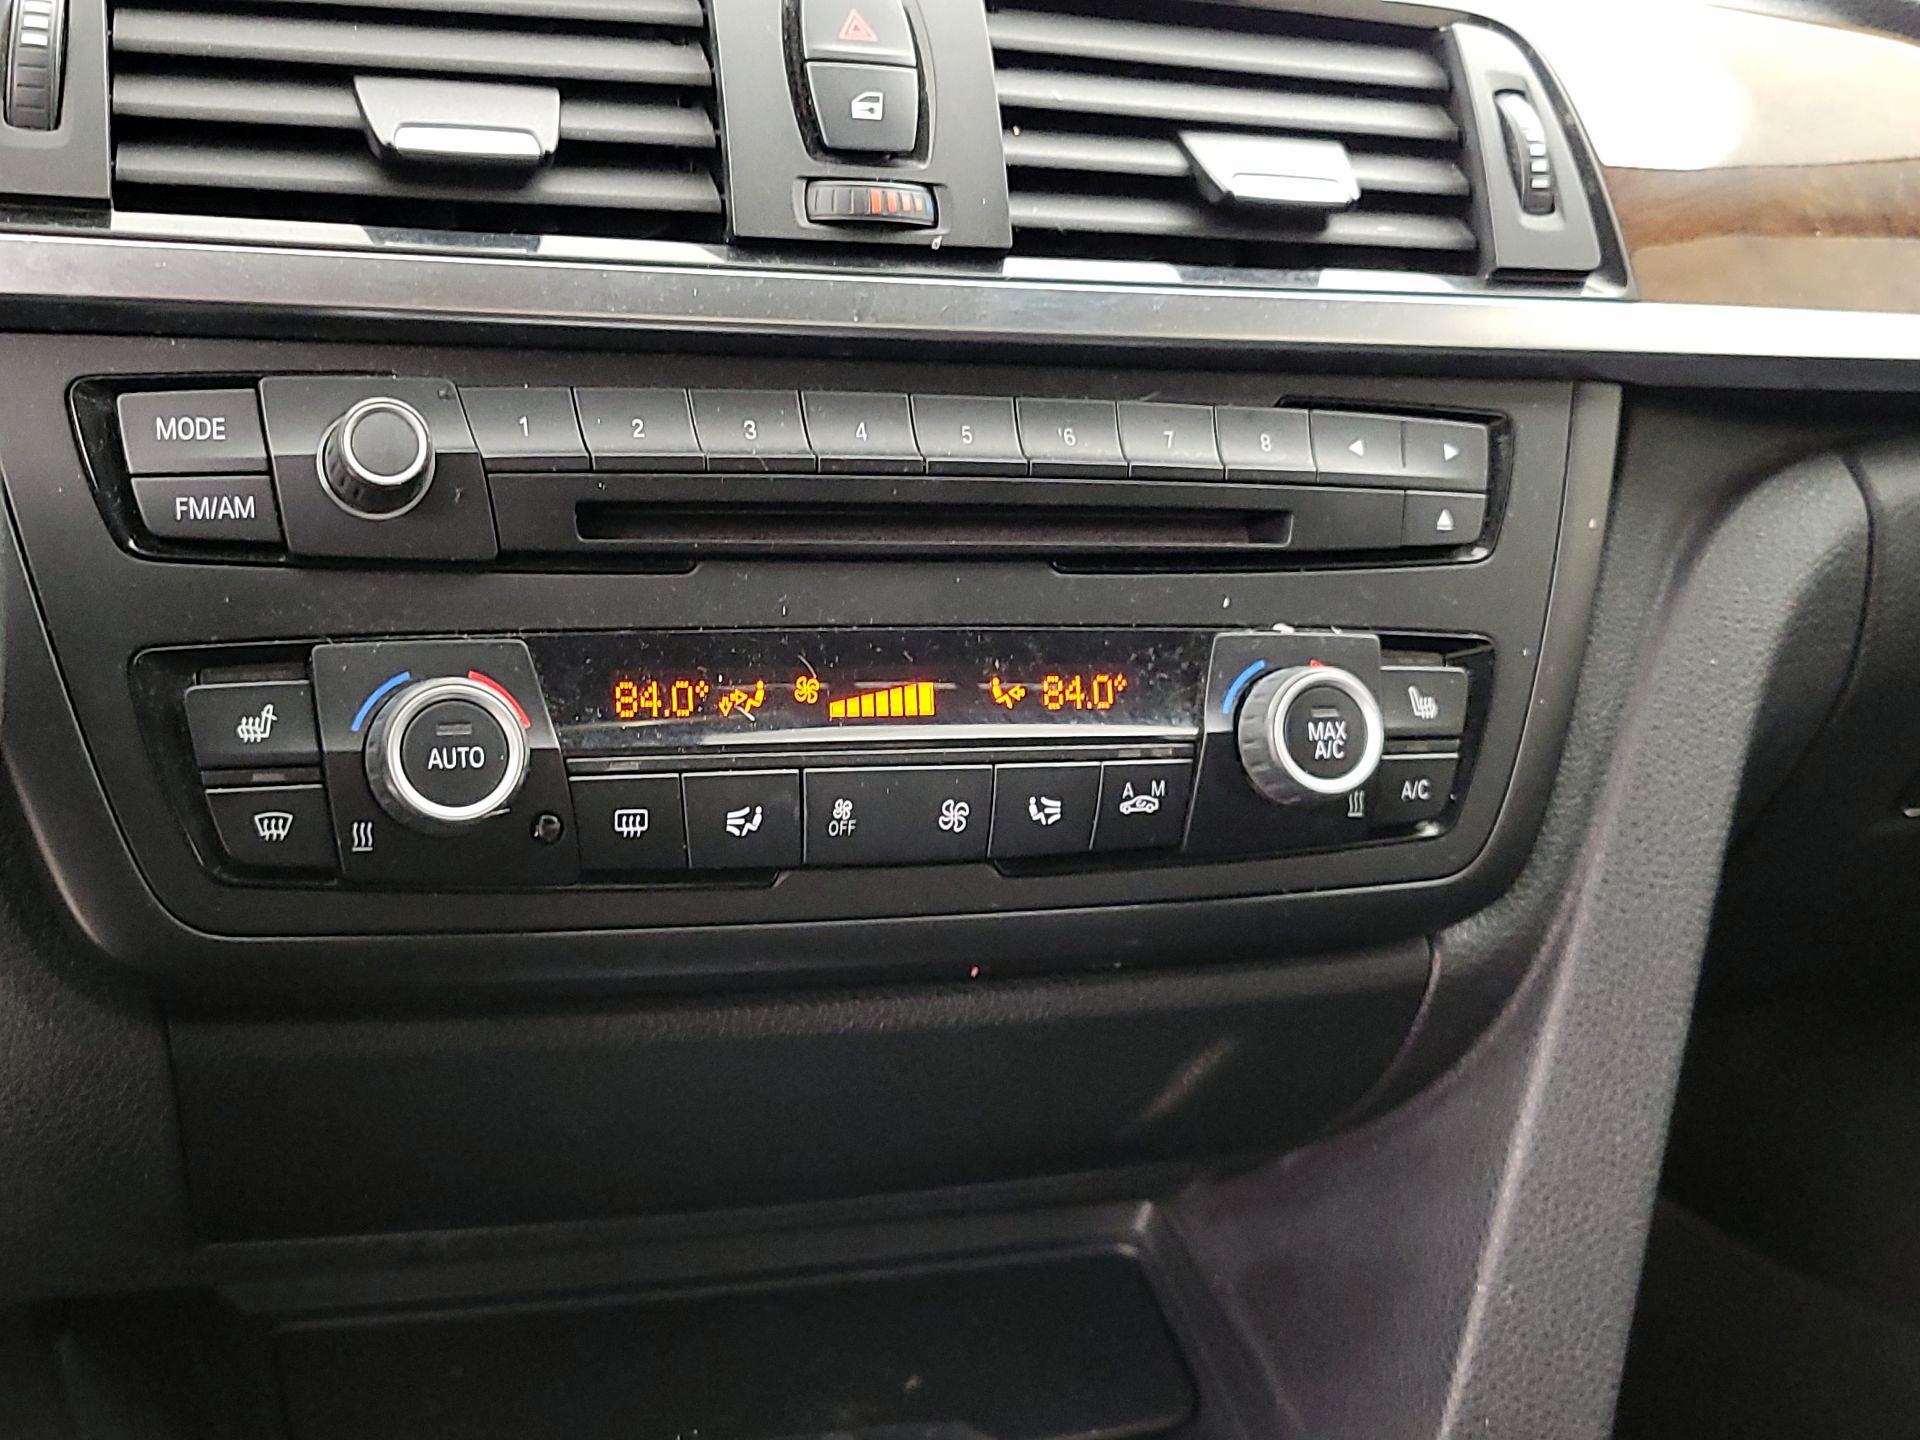 MODE
1 2 3 4 5 6 7 8
FM/AM
84.0° 84.0°
AUTO
MAX
A/C
A M
A/C
OFF